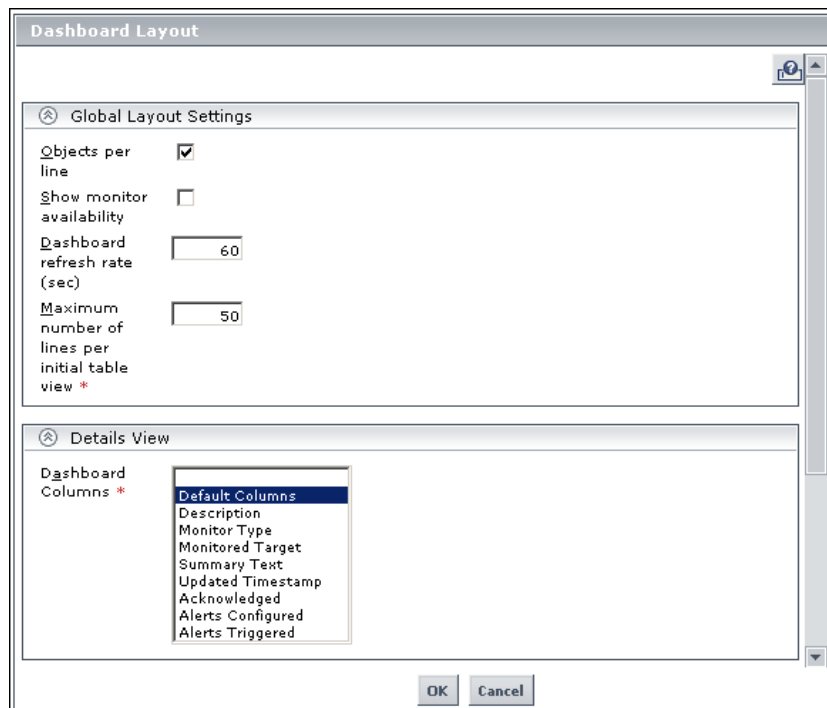 Dashboard Layout
?
Global Layout Settings
Objects per
line
Show monitor
availability
Dashboard
refresh rate
(sec)
60
Maximum
number of
lines per
initial table
view *
50
Details View
Dashboard
Columns *
Default Columns
Description
Monitor Type
Monitored Target
Summary Text
Updated Timestamp
Acknowledged
Alerts Configured
Alerts Triggered
OK
Cancel